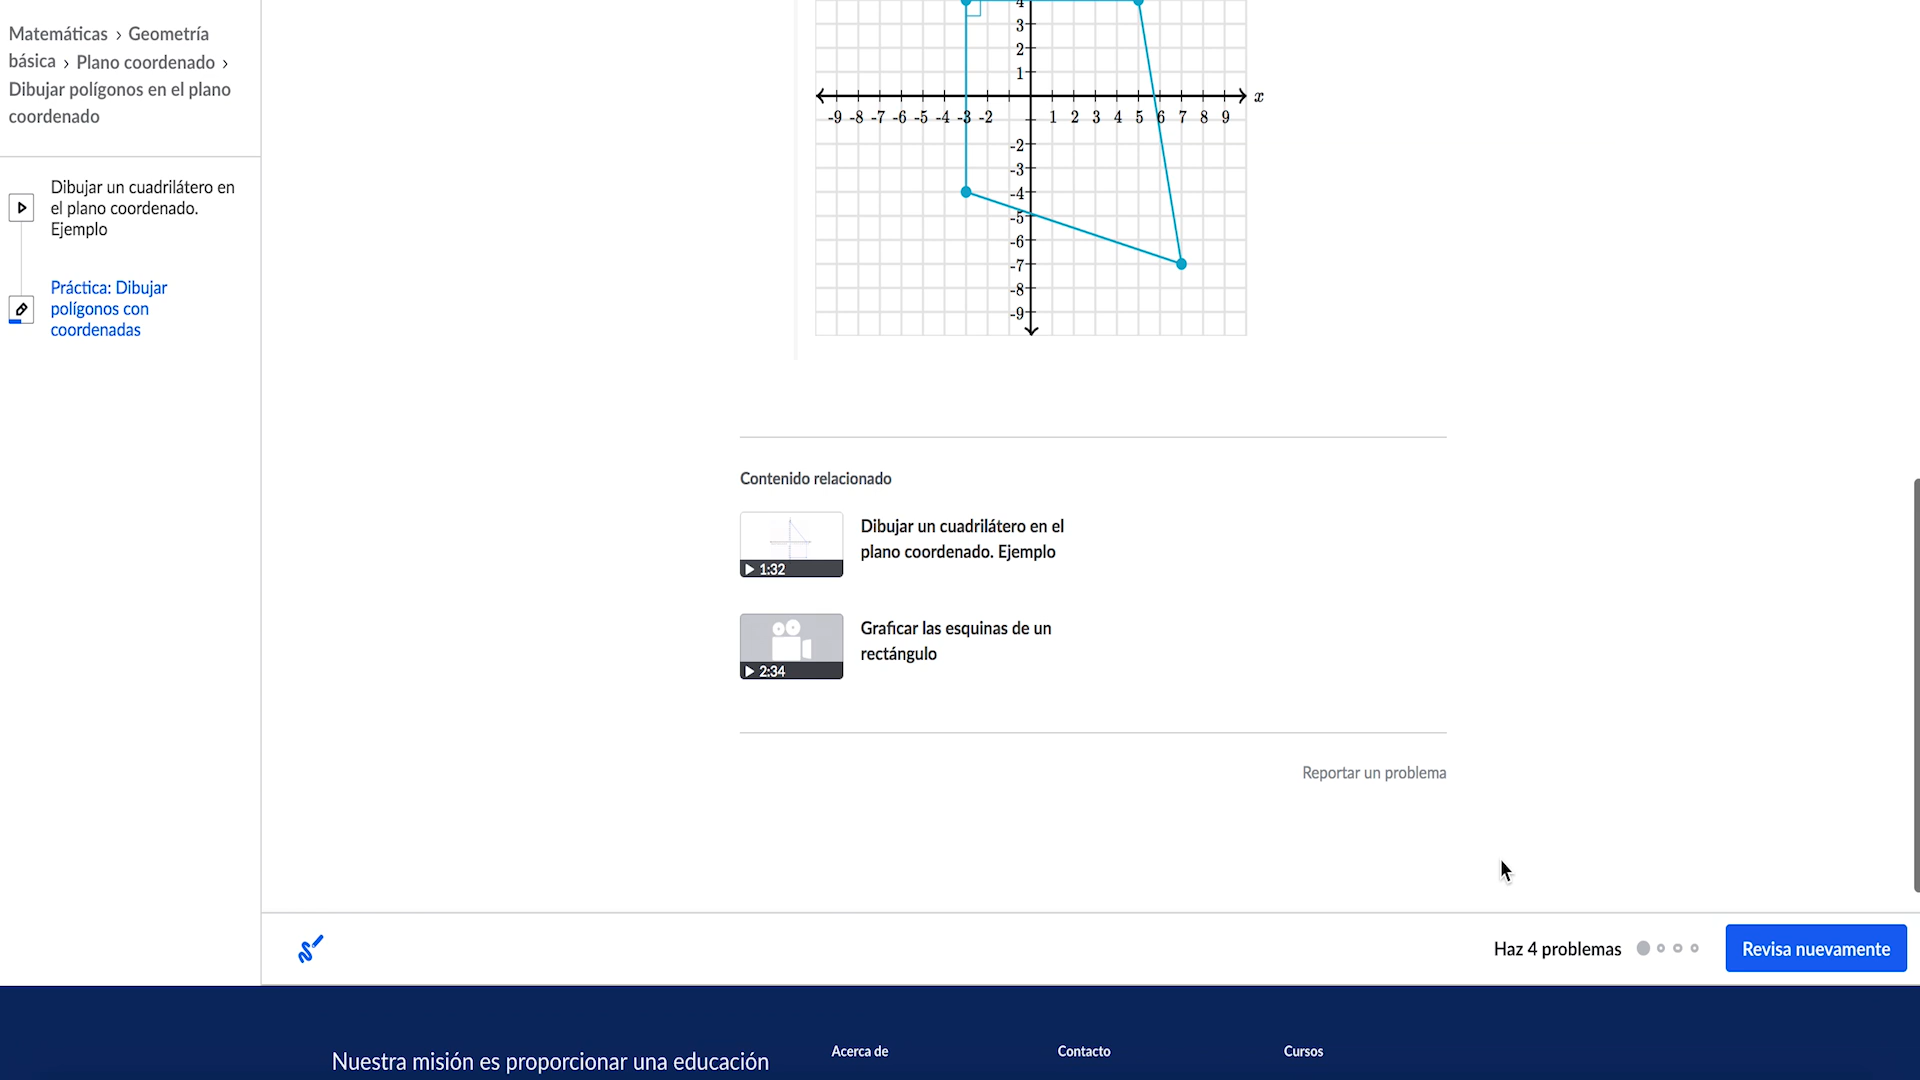 Matemáticas › Geometría
básica › Plano coordenado ›
Dibujar polígonos en el plano
coordenado
Dibujar un cuadrilátero en
el plano coordenado.
Ejemplo
Práctica: Dibujar
polígonos con
coordenadas
4
3
2
1
x
-9 -8 -7 -6 -5 -4 -3 -2 1 2 3 4 5 6 7 8 9
-2
-3
-4
-5
-6
-7
-8
-9
Contenido relacionado
Dibujar un cuadrilátero en el
plano coordenado. Ejemplo
1:32
Graficar las esquinas de un
rectángulo
2:34
Reportar un problema
Haz 4 problemas
Revisa nuevamente
Nuestra misión es proporcionar una educación
Acerca de
Contacto
Cursos